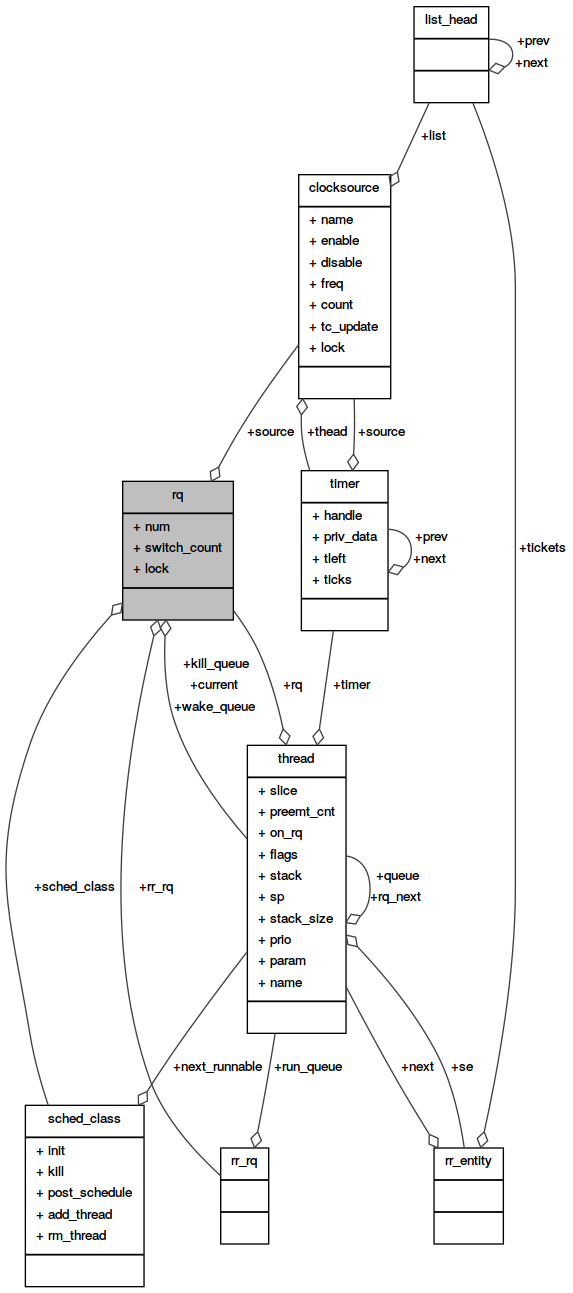 list_head
+prev
+next
+list
clocksource
+ name
+ enable
+ disable
+ freq
+ count
+ tc_update
+ lock
+source
+thead
+source
rq
+ num
+ switch_count
+ lock
timer
+ handle
+ priv_data
+ tleft
+ ticks
+prev
+next
+tickets
+kill_queue
+current
+wake_queue
+rq
+timer
thread
+ slice
+ preemt_cnt
+ on_rq
+ flags
+ stack
+ sp
+ stack_size
+ prio
+ param
+ name
+queue
+rq_next
+sched_class
+rr_rq
+next_runnable
+run_queue
+next
+se
sched_class
+ init
+ kill
+ post_schedule
+ add_thread
+ rm_thread
rr_rq
rr_entity